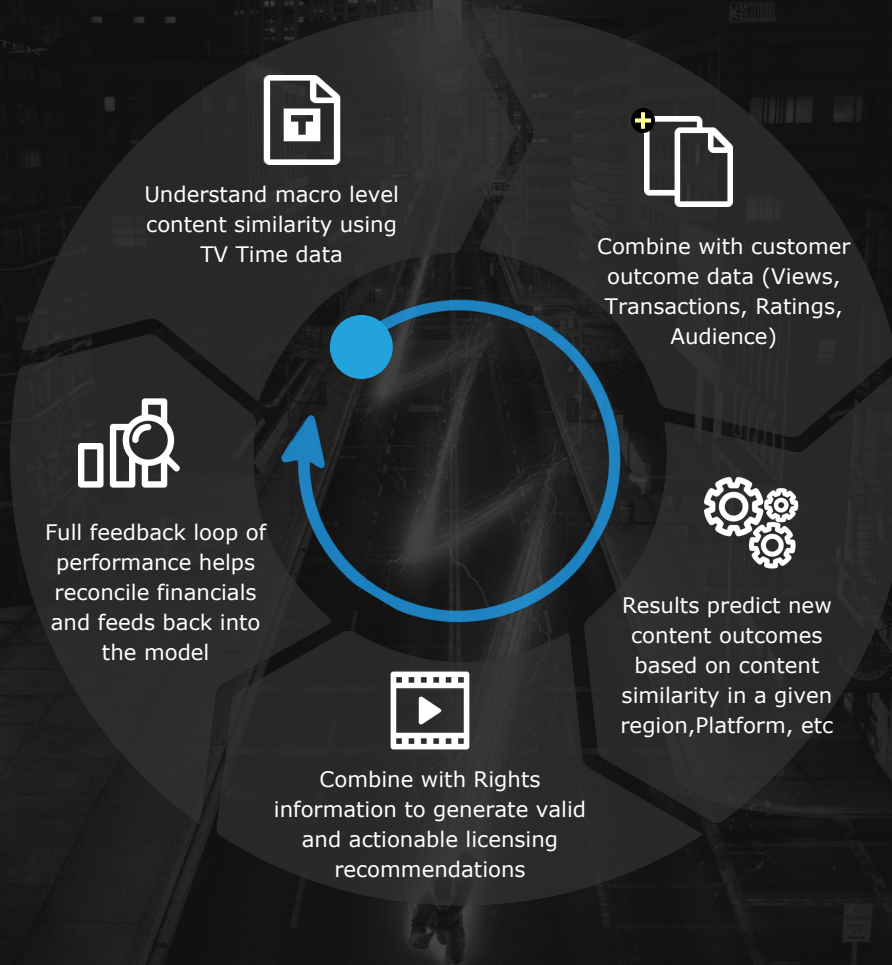 T
Understand macro level
content similarity using
TV Time data
Combine with customer
outcome data (Views,
Transactions, Ratings,
Audience)
Results predict new
content outcomes
based on content
similarity in a given
region,Platform, etc
Combine with Rights
information to generate valid
and actionable licensing
recommendations
Full feedback loop of
performance helps
reconcile financials
and feeds back into
the model